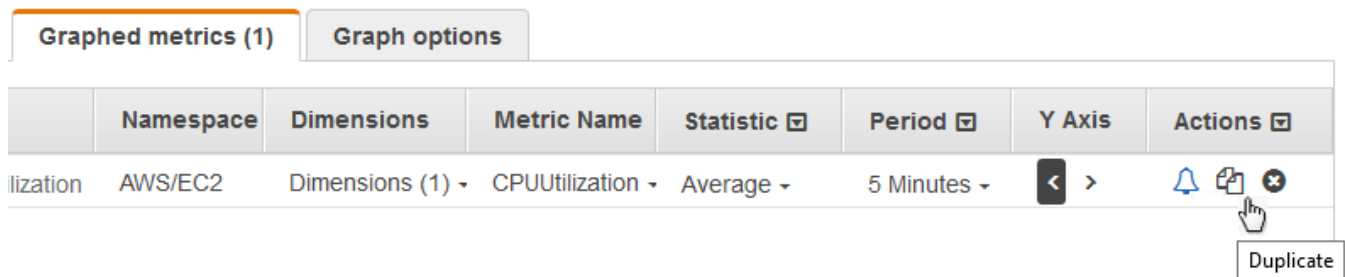 Graphed metrics (1) Graph options
Namespace Dimensions Metric Name Statistic Period Y Axis Actions
ilization AWS/EC2 Dimensions (1) CPUUtilization Average 5 Minutes < >
Duplicate